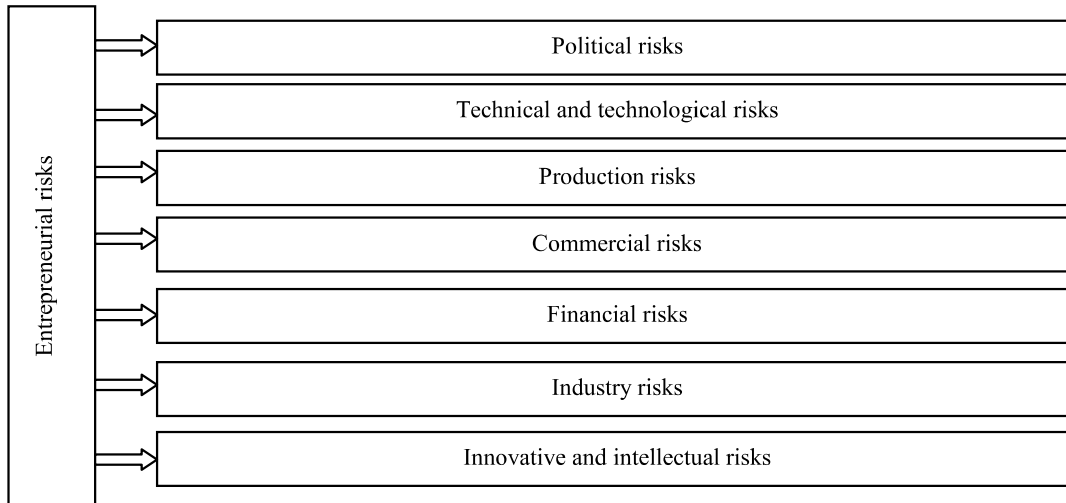 Entrepreneurial risks
Political risks
Technical and technological risks
Production risks
Commercial risks
Financial risks
Industry risks
Innovative and intellectual risks